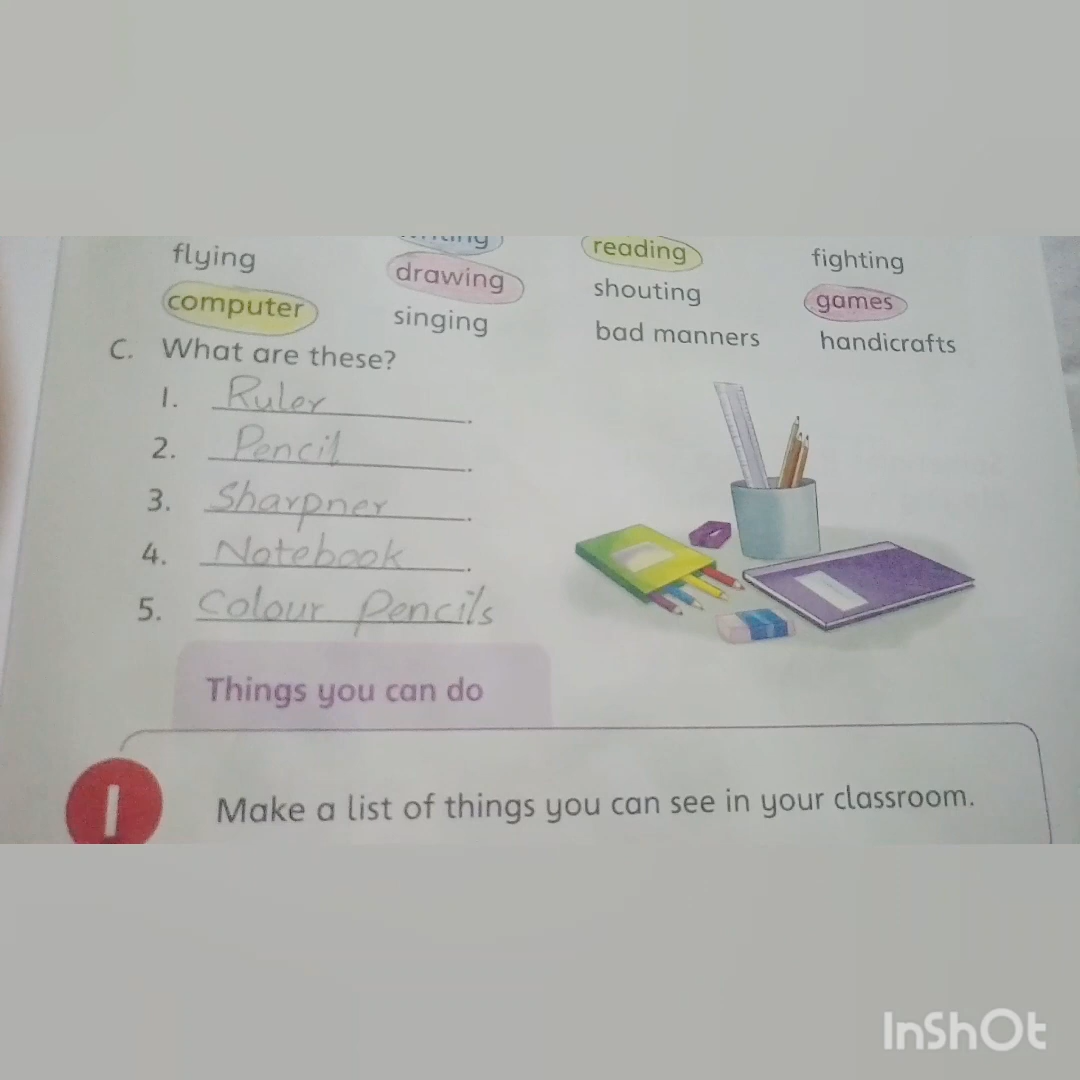 flying reading fighting
drawing shouting games
computer singing bad manners handicrafts
C. What are these?
1. Ruler.
2. Pencil.
3. Sharpner.
4. Notebook.
5. Colour Pencils
Things you can do
1 Make a list of things you can see in your classroom.
InShOt